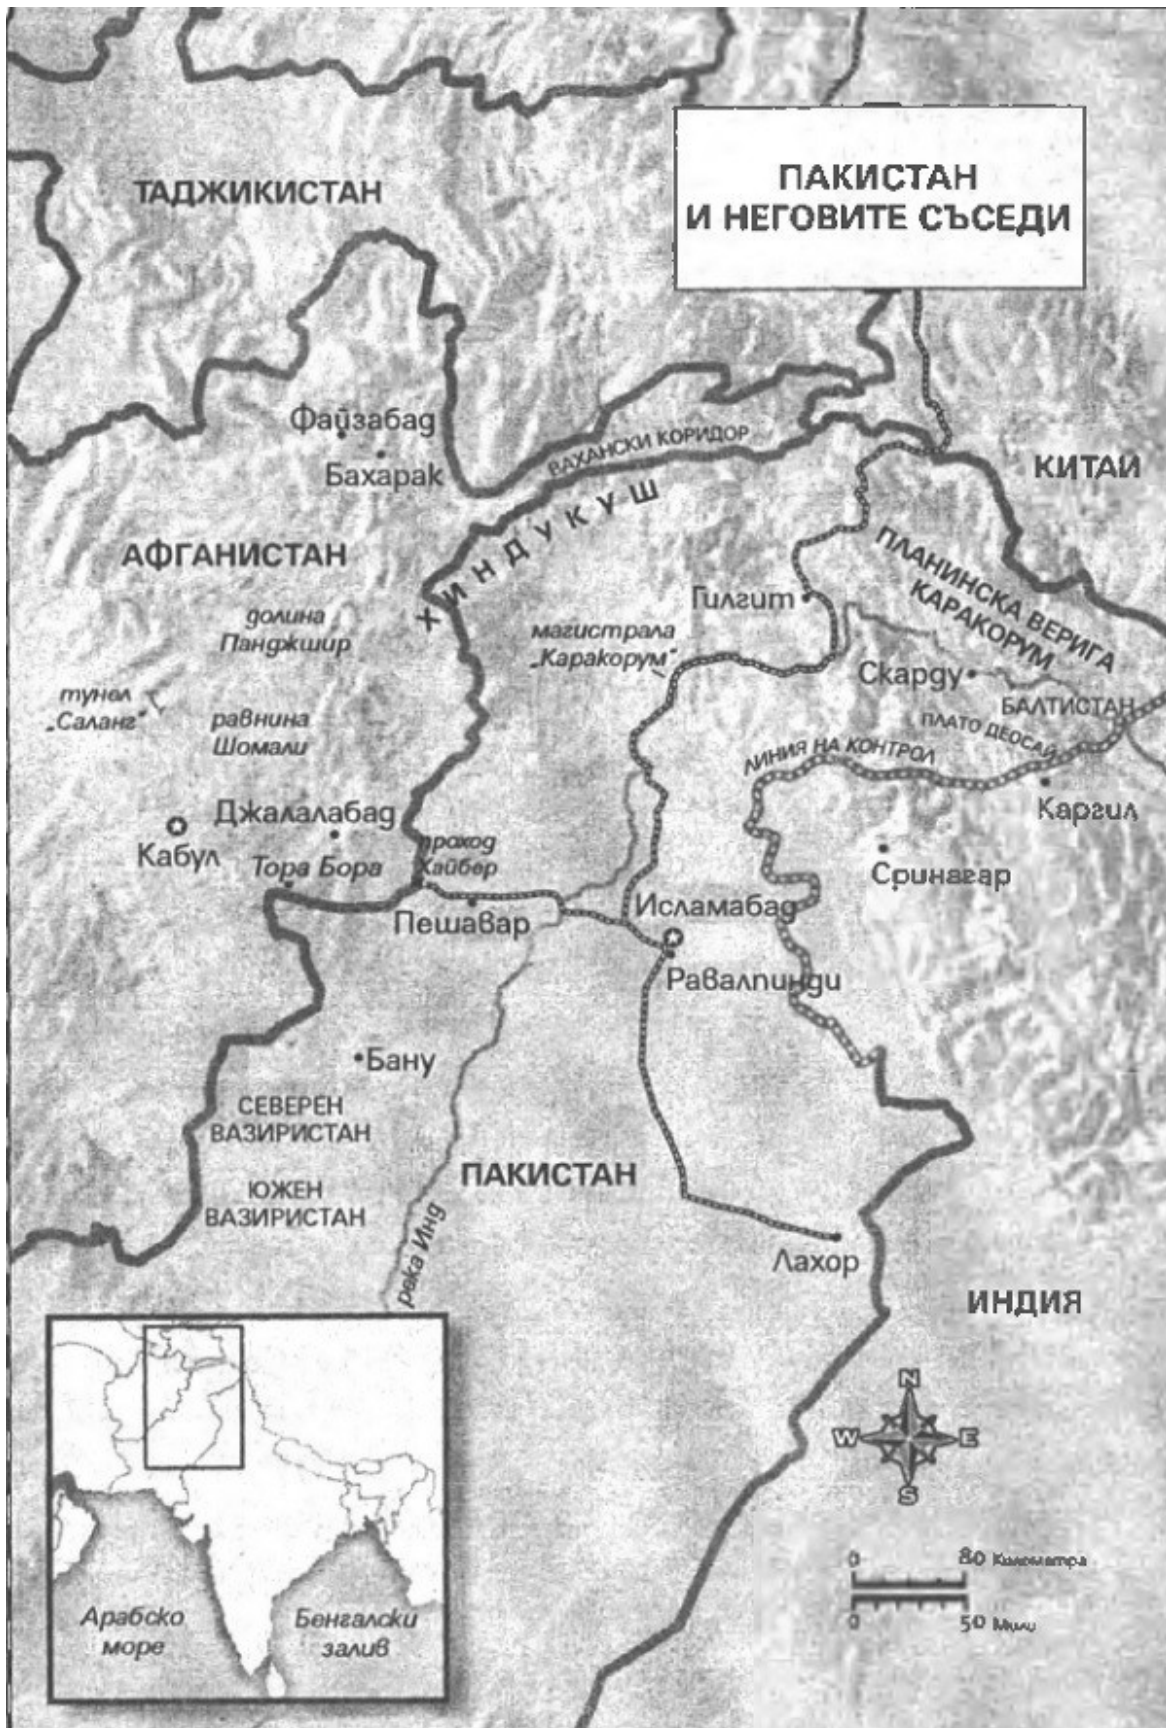 ПАКИСТАН
И НЕГОВИТЕ СЪСЕДИ
ТАДЖИКИСТАН
Файзабад
Бахарак
ВАХАНСКИ КОРИДОР
КИТАЙ
ХИНДУКУШ
АФГАНИСТАН
ПЛАНИНСКА ВЕРИГА
КАРАКОРУМ
Гилгит
долина
Панджшир
магистрала
„Каракорум"
Скарду
БАЛТИСТАН
тунел
„Саланг"
равнина
Шомали
ПЛАТО ДЕОСАЙ
ЛИНИЯ НА КОНТРОЛ
Каргил
Джалалабад
Кабул
проход
Хайбер
Тора Бора
Сринагар
Исламабад
Пешавар
Равалпинди
Бану
СЕВЕРЕН
ВАЗИРИСТАН
ПАКИСТАН
ЮЖЕН
ВАЗИРИСТАН
река Инд
Лахор
ИНДИЯ
N
W E
S
0 80 Километра
0 50 Мили
Арабско
море
Бенгалски
залив